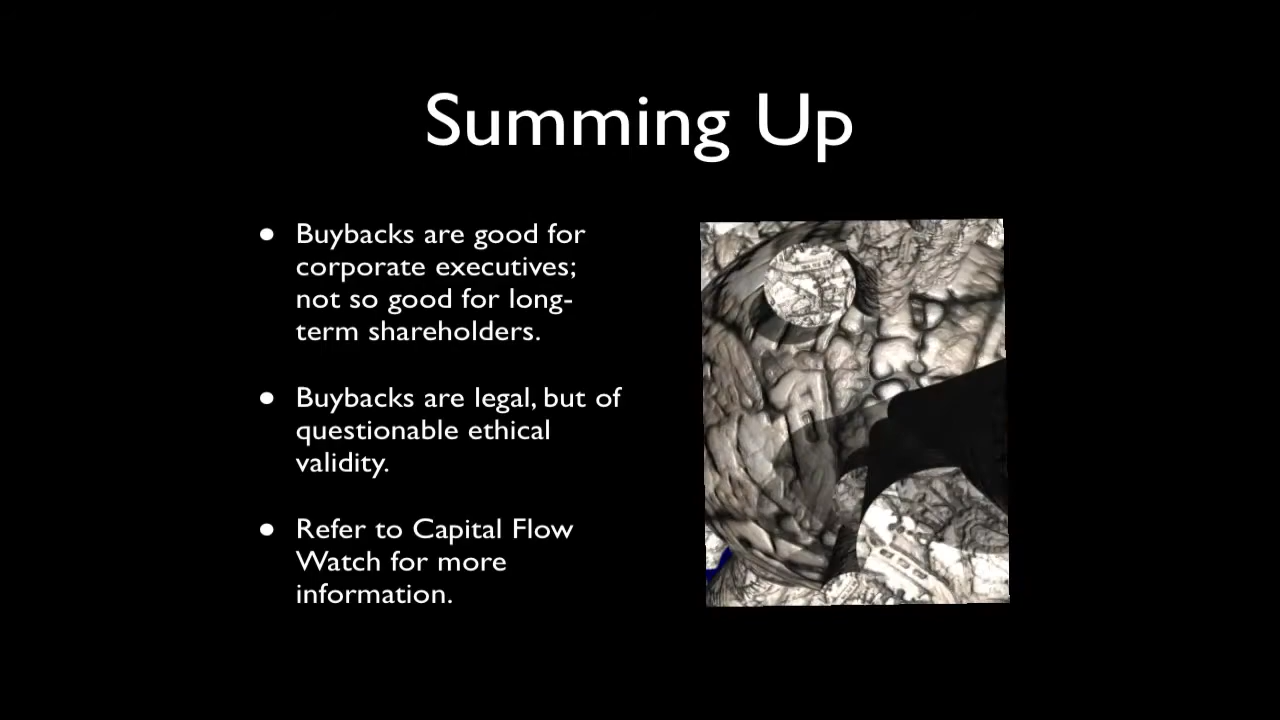 Summing Up
• Buybacks are good for
corporate executives;
not so good for long-
term shareholders.
• Buybacks are legal, but of
questionable ethical
validity.
• Refer to Capital Flow
Watch for more
information.